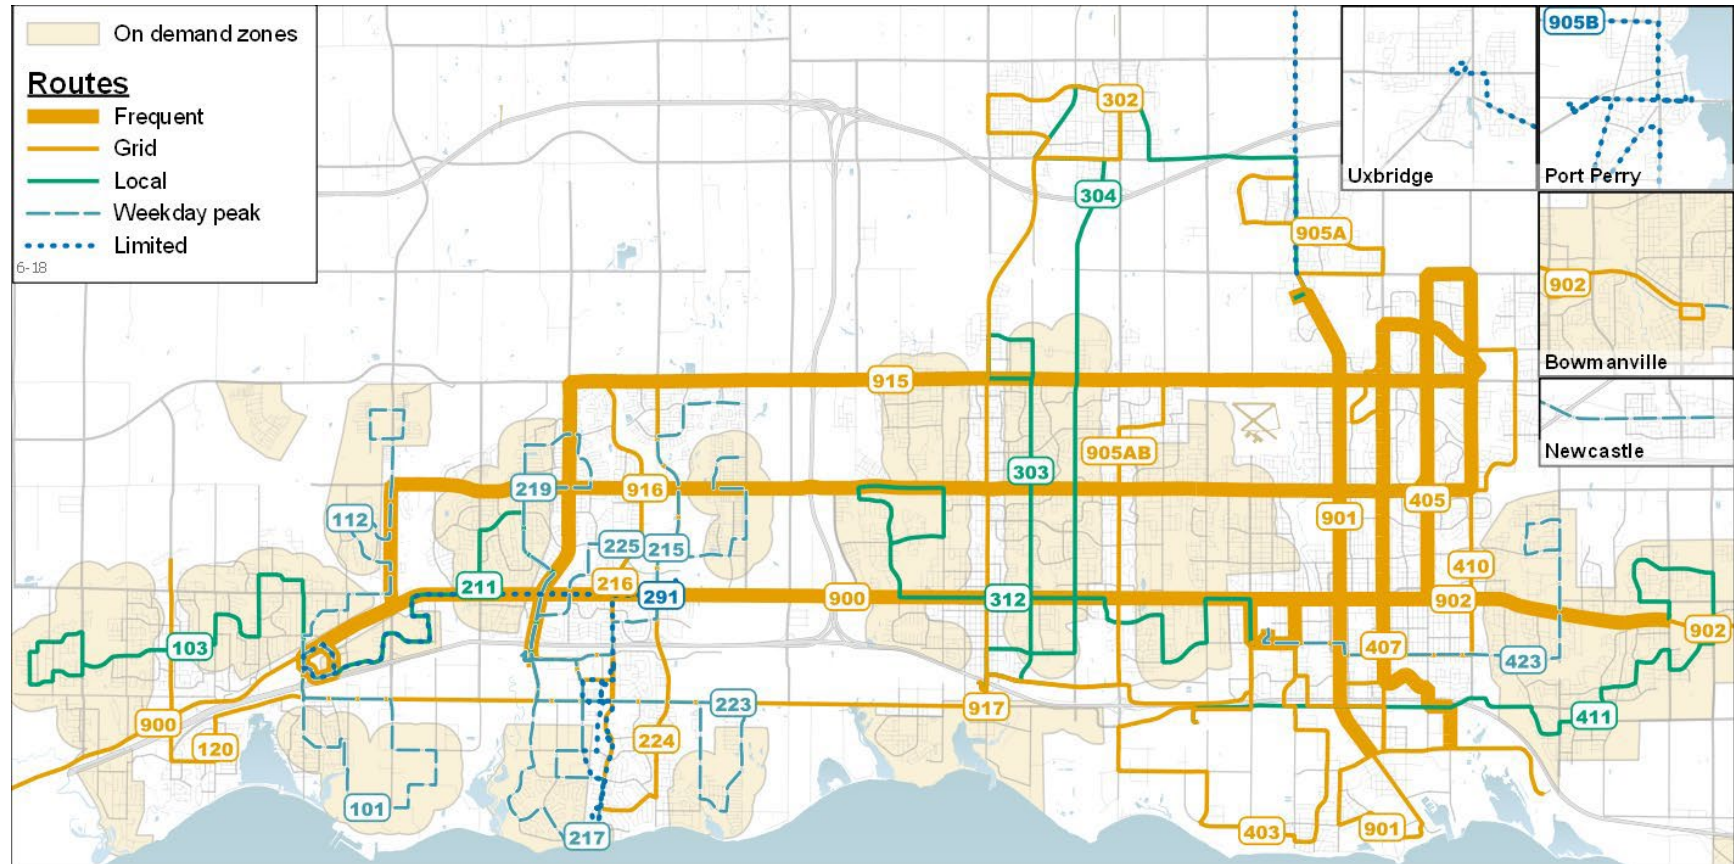 On demand zones
Routes
Frequent
Grid
Local
Weekday peak
Limited
6-18
302
304
905A
Uxbridge
905B
Port Perry
902
Bowmanville
Newcastle
915
905AB
303
219
916
112
901
405
225
215
410
211
216
291
900
312
902
902
103
407
423
900
223
917
411
120
224
101
217
403
901